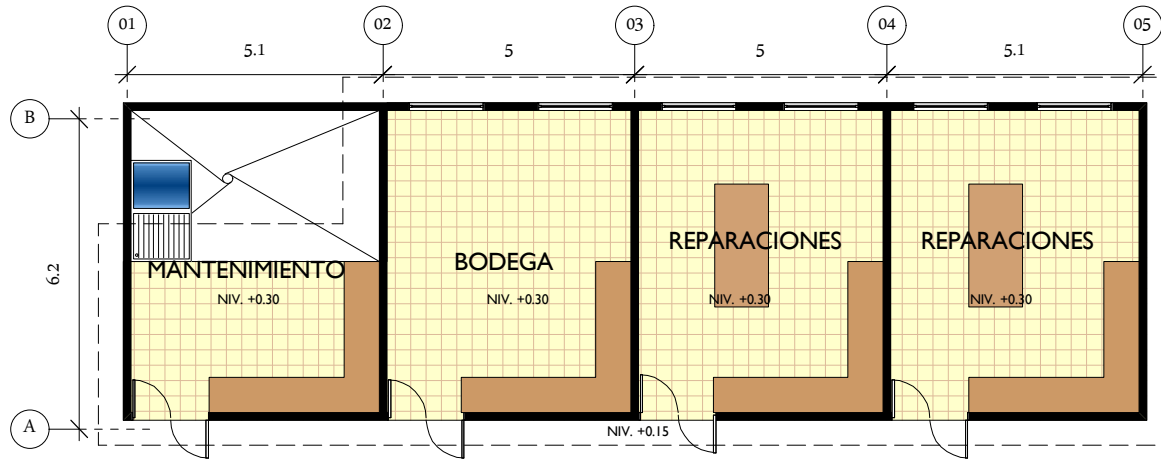 01 02 03 04 05
5.1 5 5 5.1
B
REPARACIONES REPARACIONES
BODEGA
MANTENIMIENTO
6.2
NIV. +0.30 NIV. +0.30 NIV. +0.30 NIV. +0.30
A
NIV. +0.15